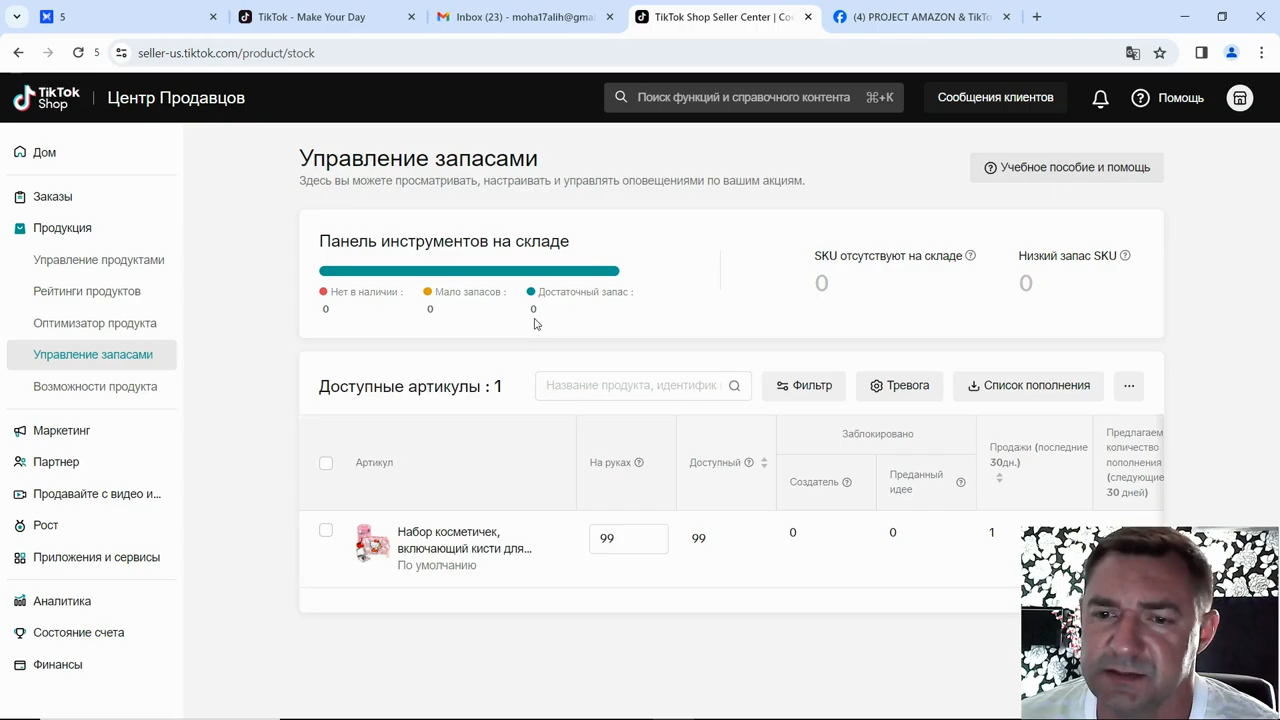 5
TikTok - Make Your Day
Inbox (23) - moha17alih@gma
TikTok Shop Seller Center | Co
(4) PROJECT AMAZON & TikTo
5
seller-us.tiktok.com/product/stock
TikTok
Shop
Центр Продавцов
Поиск функций и справочного контента ⌘+K
Сообщения клиентов
Помощь
Дом
Заказы
Продукция
Управление продуктами
Рейтинги продуктов
Оптимизатор продукта
Управление запасами
Возможности продукта
Маркетинг
Партнер
Продавайте с видео и...
Рост
Приложения и сервисы
Аналитика
Состояние счета
Финансы
Управление запасами
Здесь вы можете просматривать, настраивать и управлять оповещениями по вашим акциям.
Учебное пособие и помощь
Панель инструментов на складе
Нет в наличии :
0
Мало запасов :
0
Достаточный запас :
0
SKU отсутствуют на складе
0
Низкий запас SKU
0
Доступные артикулы : 1
Название продукта, идентифик
Фильтр
Тревога
Список пополнения
...
Артикул
На руках
Доступный
Заблокировано
Создатель
Преданный
идее
Продажи (последние
30дн.)
Предлагаем
количество
пополнения
(следующие
30 дней)
Набор косметичек,
включающий кисти для...
По умолчанию
99
99
0
0
1